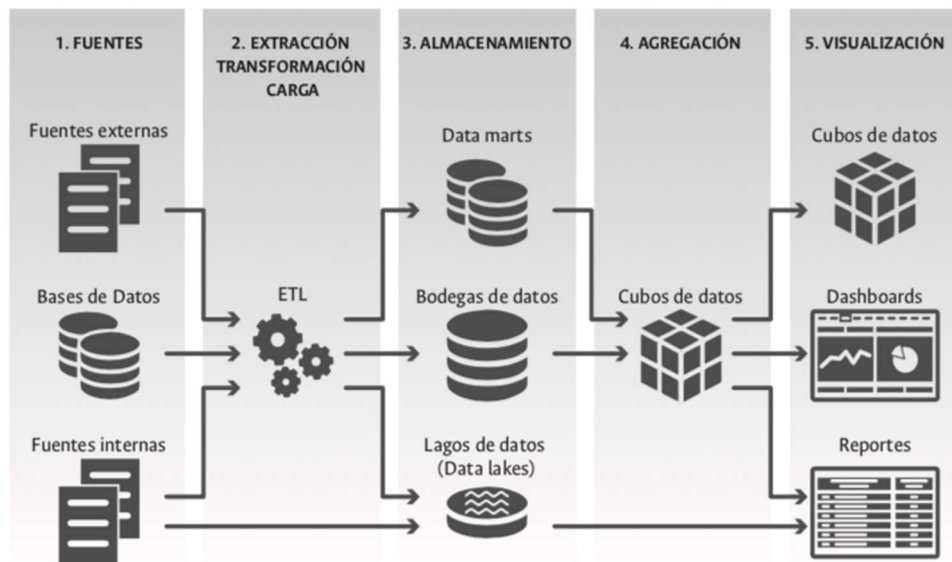 1. FUENTES
2. EXTRACCIÓN
TRANSFORMACIÓN
CARGA
3. ALMACENAMIENTO
4. AGREGACIÓN
5. VISUALIZACIÓN
Fuentes externas
Data marts
Cubos de datos
Bases de Datos
ETL
Bodegas de datos
Cubos de datos
Dashboards
Fuentes internas
Lagos de datos
(Data lakes)
Reportes